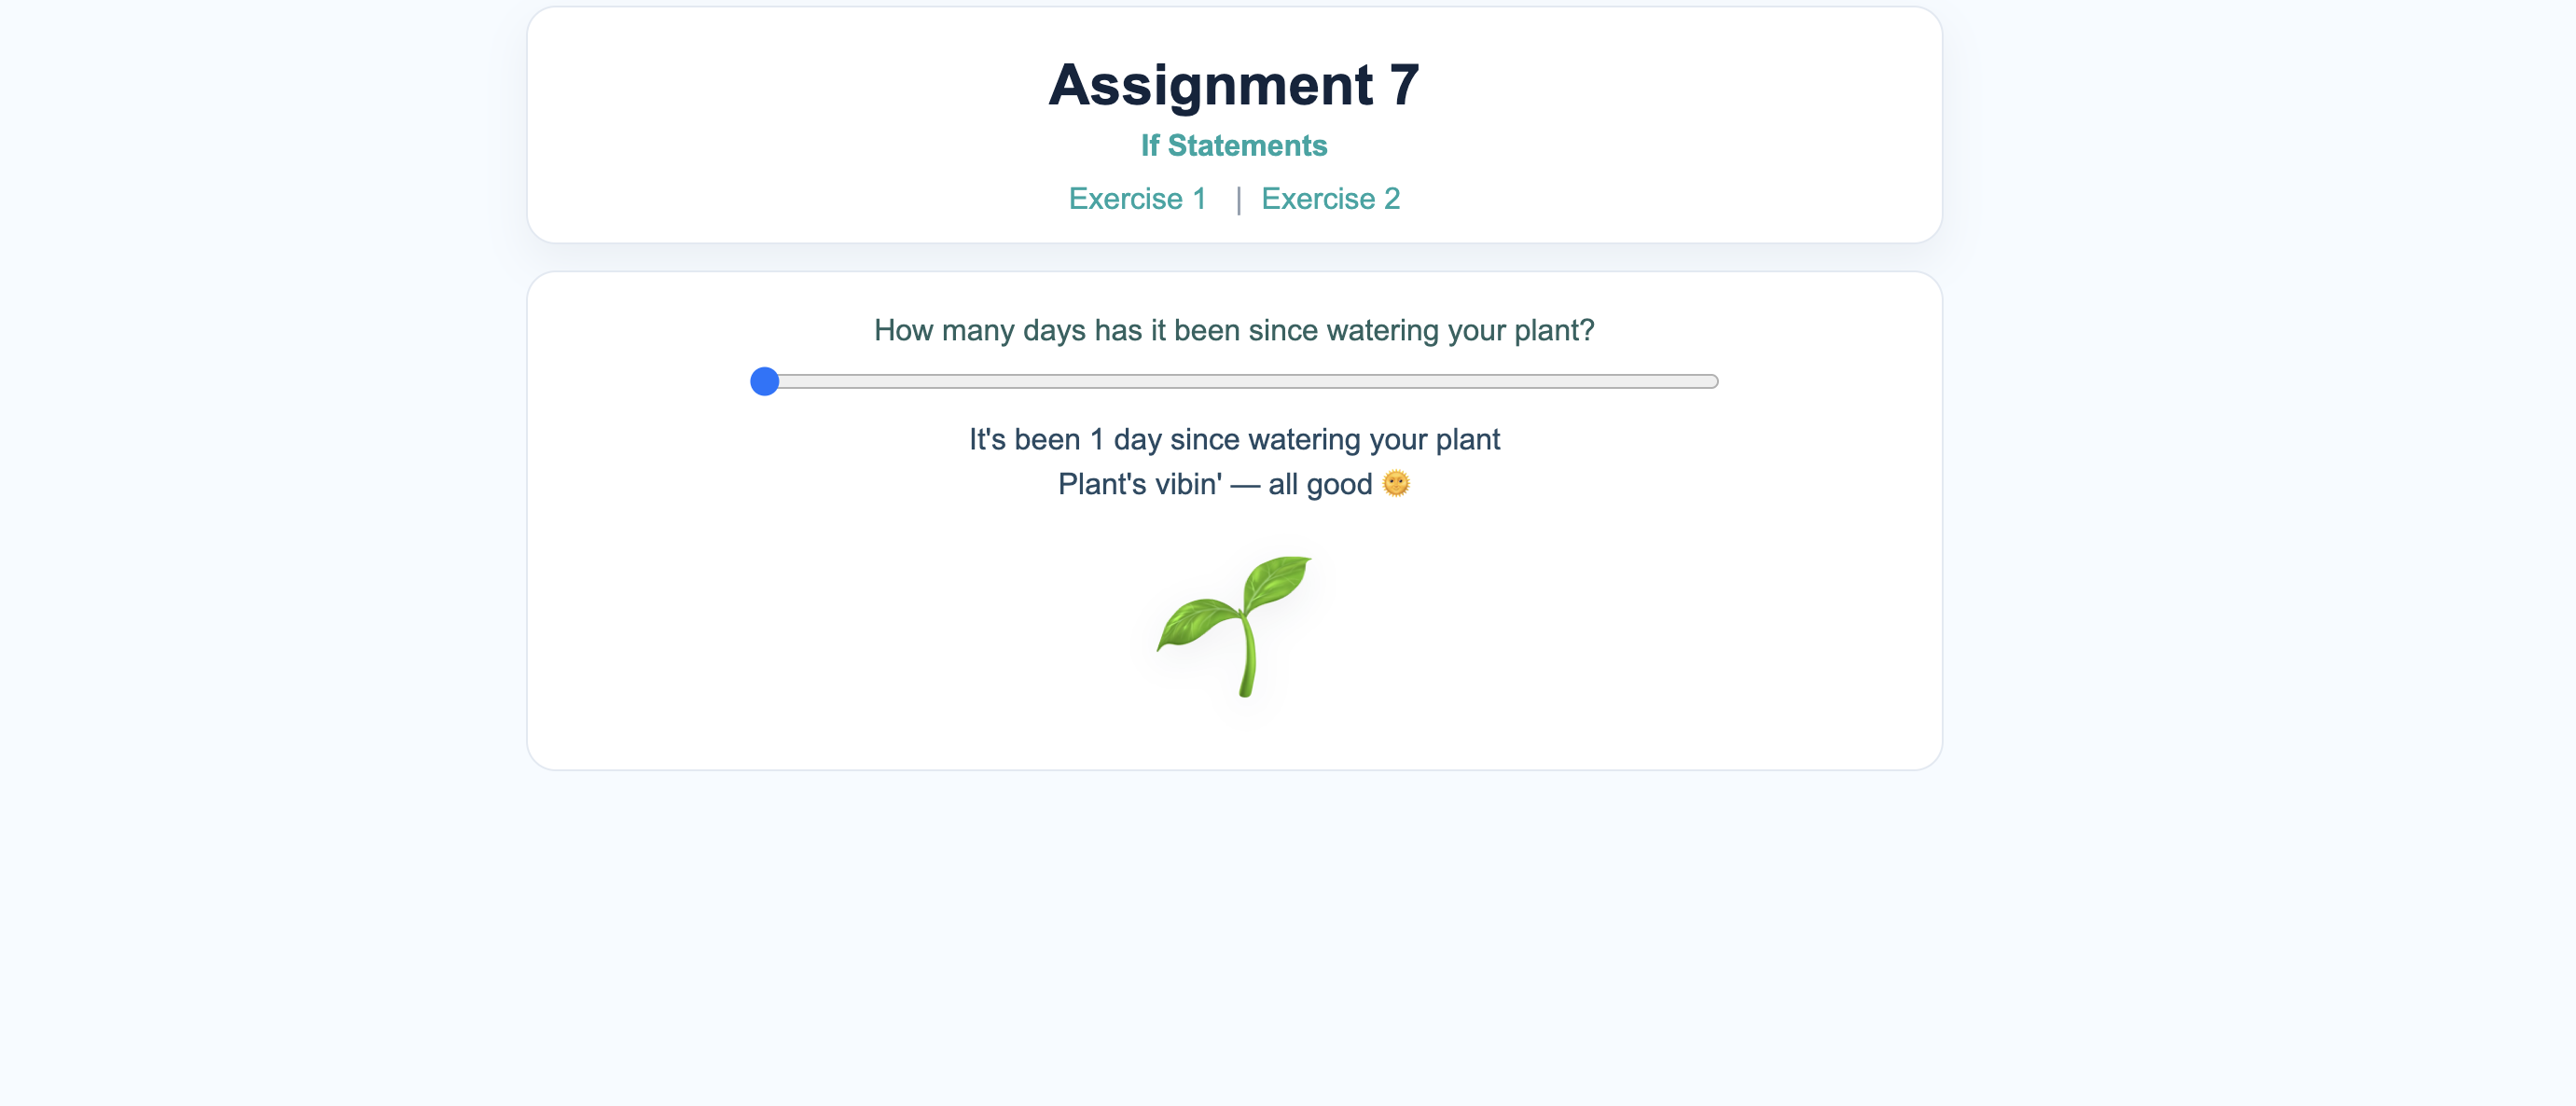 Assignment 7
If Statements
Exercise 1 | Exercise 2
How many days has it been since watering your plant?
It's been 1 day since watering your plant
Plant's vibin' — all good 🌞